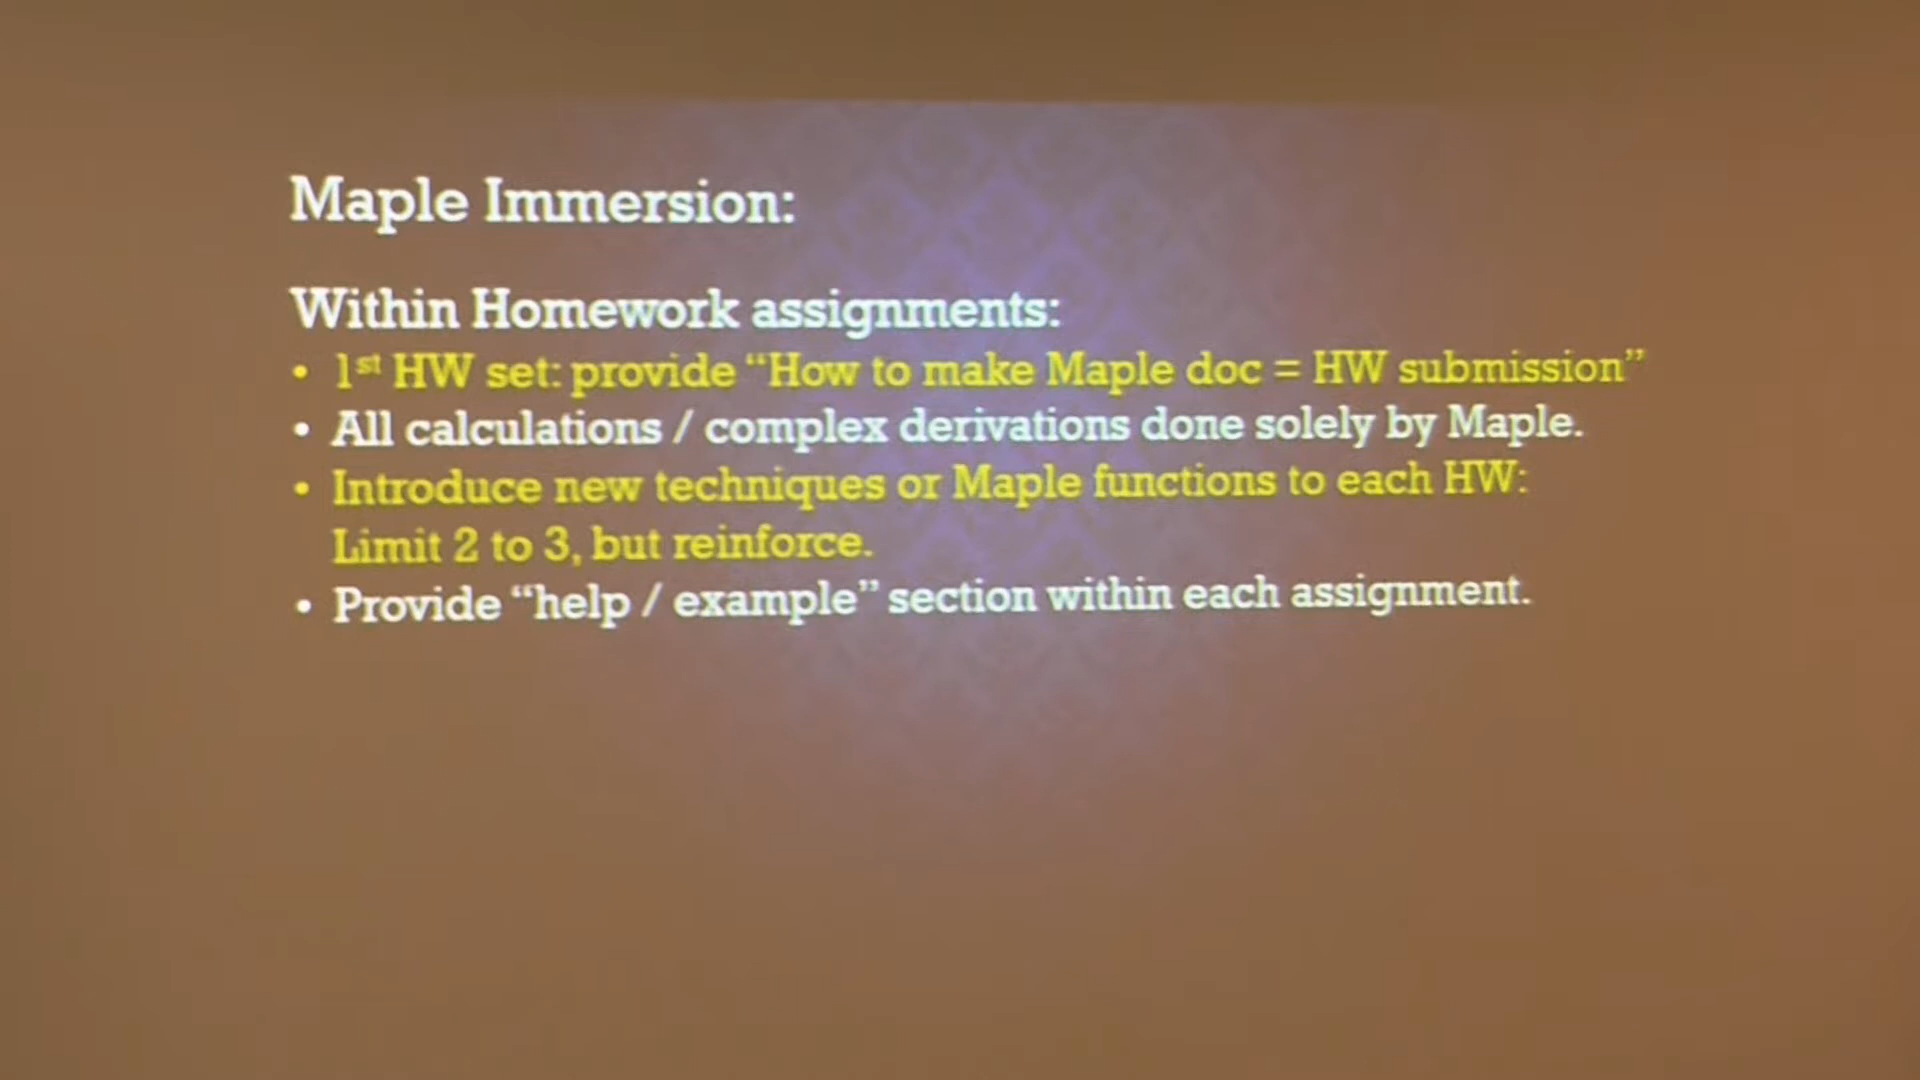 Maple Immersion:
Within Homework assignments:
• 1st HW set: provide “How to make Maple doc = HW submission”
• All calculations / complex derivations done solely by Maple.
• Introduce new techniques or Maple functions to each HW:
Limit 2 to 3, but reinforce.
• Provide “help / example” section within each assignment.